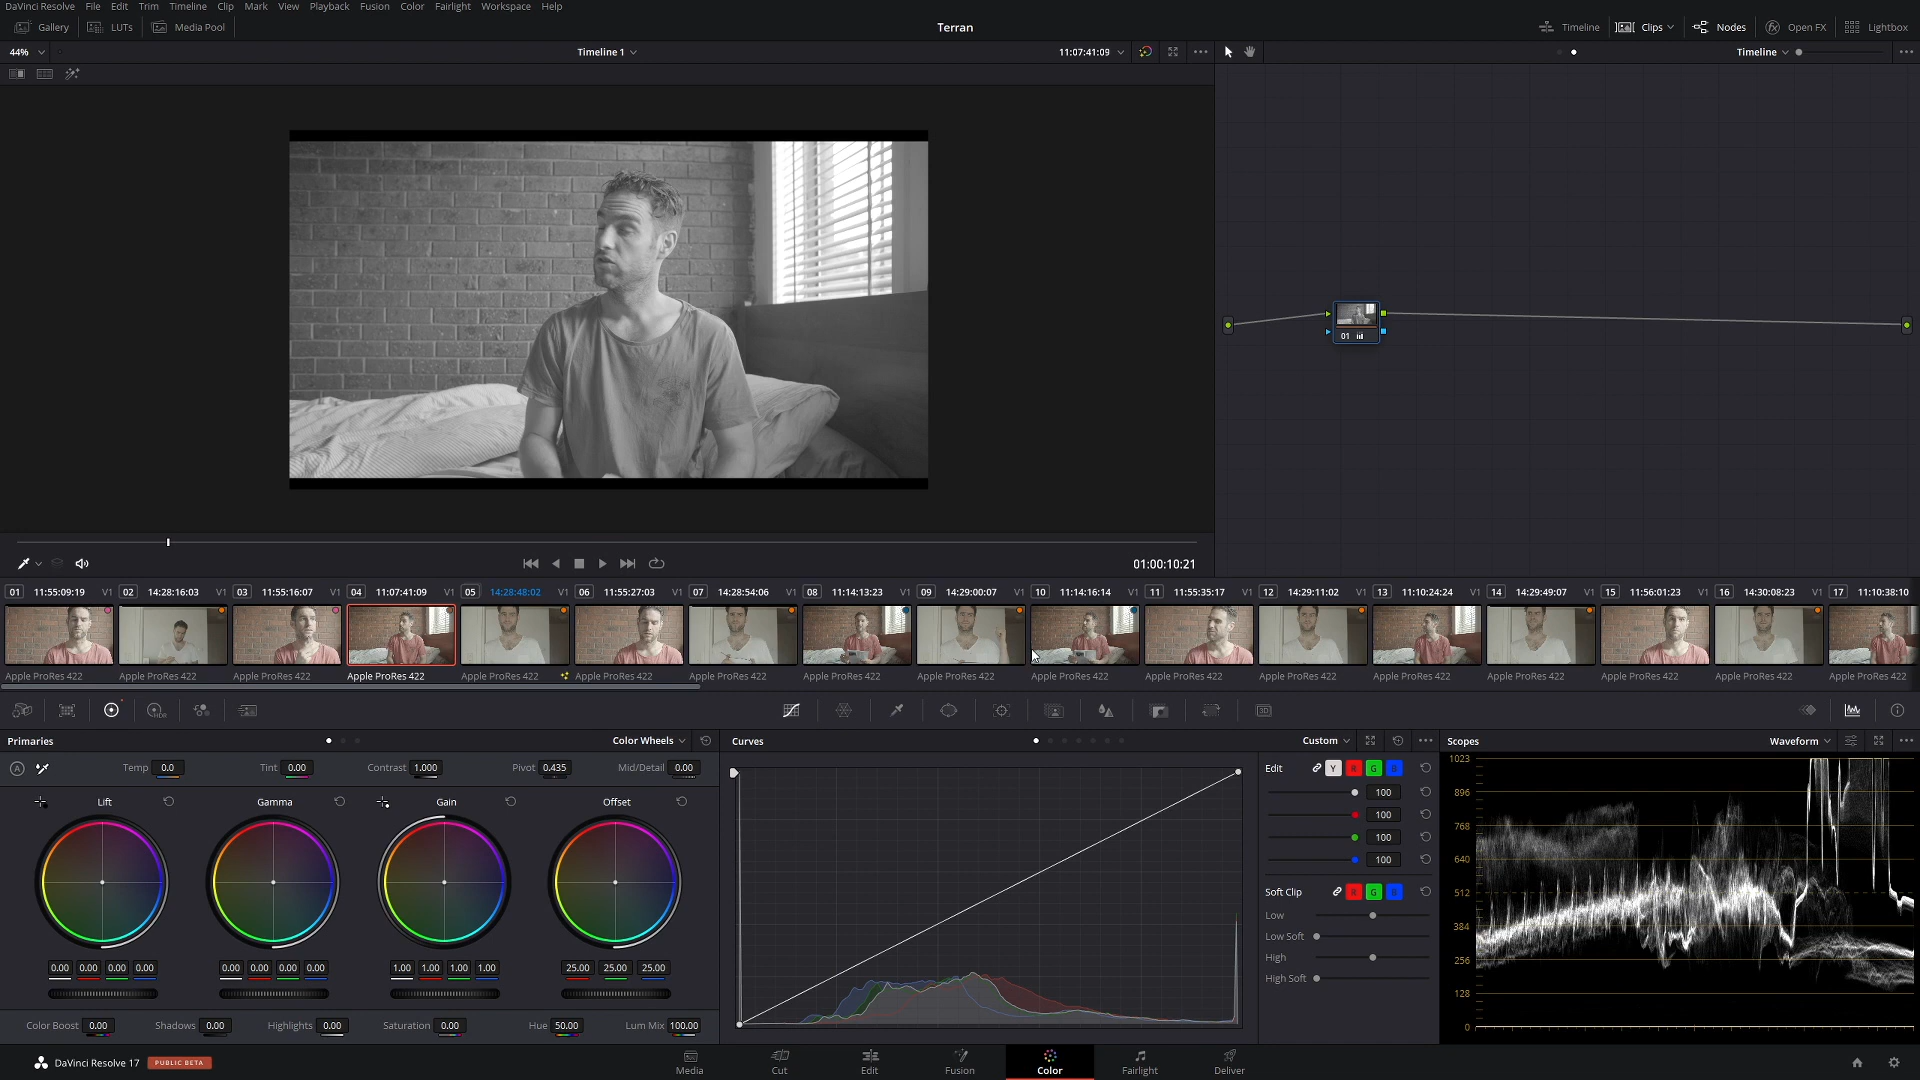 DaVinci Resolve File Edit Trim Timeline Clip Mark View Playback Fusion Color Fairlight Workspace Help
Gallery LUTs Media Pool Terran Timeline Clips Nodes Open FX Lightbox
44% Timeline 1 11:07:41:09 Timeline
01
01:00:10:21
01 11:55:09:19 V1 02 14:28:16:03 V1 03 11:55:16:07 V1 04 11:07:41:09 V1 05 14:28:48:02 V1 06 11:55:27:03 V1 07 14:28:54:06 V1 08 11:14:13:23 V1 09 14:29:00:07 V1 10 11:14:16:14 V1 11 11:55:35:17 V1 12 14:29:11:02 V1 13 11:10:24:24 V1 14 14:29:49:07 V1 15 11:56:01:23 V1 16 14:30:08:23 V1 17 11:10:38:10
Apple ProRes 422 Apple ProRes 422 Apple ProRes 422 Apple ProRes 422 Apple ProRes 422 Apple ProRes 422 Apple ProRes 422 Apple ProRes 422 Apple ProRes 422 Apple ProRes 422 Apple ProRes 422 Apple ProRes 422 Apple ProRes 422 Apple ProRes 422 Apple ProRes 422 Apple ProRes 422 Apple ProRes 422
HDR 3D
Primaries Color Wheels Curves Custom Scopes Waveform
A Temp 0.0 Tint 0.00 Contrast 1.000 Pivot 0.435 Mid/Detail 0.00
Lift Gamma Gain Offset
0.00 0.00 0.00 0.00 0.00 0.00 0.00 0.00 1.00 1.00 1.00 1.00 25.00 25.00 25.00
Color Boost 0.00 Shadows 0.00 Highlights 0.00 Saturation 0.00 Hue 50.00 Lum Mix 100.00
Edit Y R G B
100
100
100
100
Soft Clip R G B
Low
Low Soft
High
High Soft
1023
896
768
640
512
384
256
128
0
DaVinci Resolve 17 PUBLIC BETA
Media Cut Edit Fusion Color Fairlight Deliver